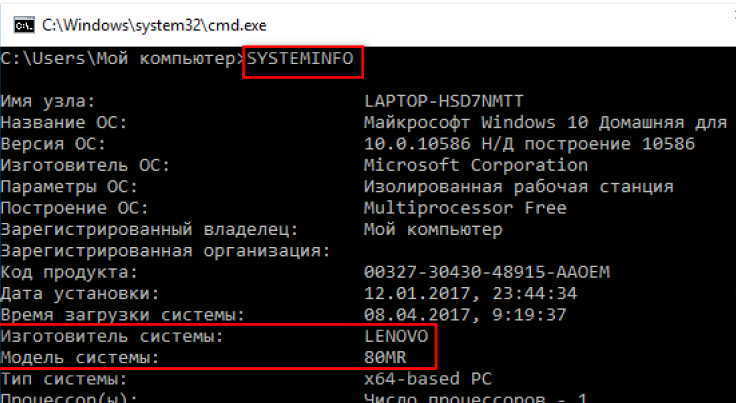 C:\Windows\system32\cmd.exe
C:\Users\Мой компьютер>SYSTEMINFO
Имя узла: LAPTOP-HSD7NMTT
Название ОС: Майкрософт Windows 10 Домашняя для
Версия ОС: 10.0.10586 Н/Д построение 10586
Изготовитель ОС: Microsoft Corporation
Параметры ОС: Изолированная рабочая станция
Построение ОС: Multiprocessor Free
Зарегистрированный владелец: Мой компьютер
Зарегистрированная организация:
Код продукта: 00327-30430-48915-AAOEM
Дата установки: 12.01.2017, 23:44:34
Время загрузки системы: 08.04.2017, 9:19:37
Изготовитель системы: LENOVO
Модель системы: 80MR
Тип системы: x64-based PC
Процессор(ы): Число процессоров - 1